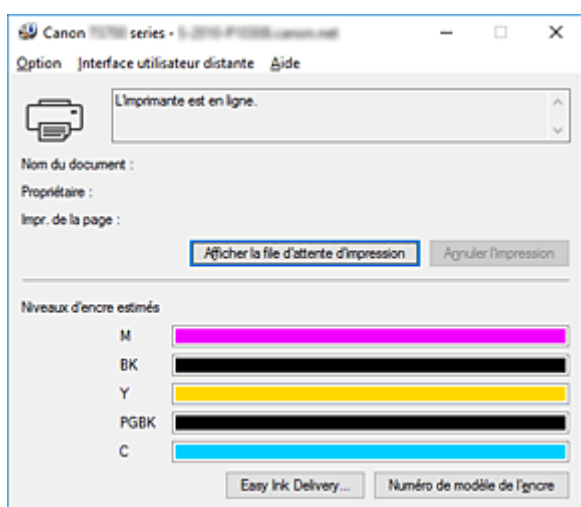 Canon series -
Option Interface utilisateur distante Aide
L'imprimante est en ligne.
Nom du document :
Propriétaire :
Impr. de la page :
Afficher la file d'attente d'impression Annuler l'impression
Niveaux d'encre estimés
M
BK
Y
PGBK
C
Easy Ink Delivery... Numéro de modèle de l'encre